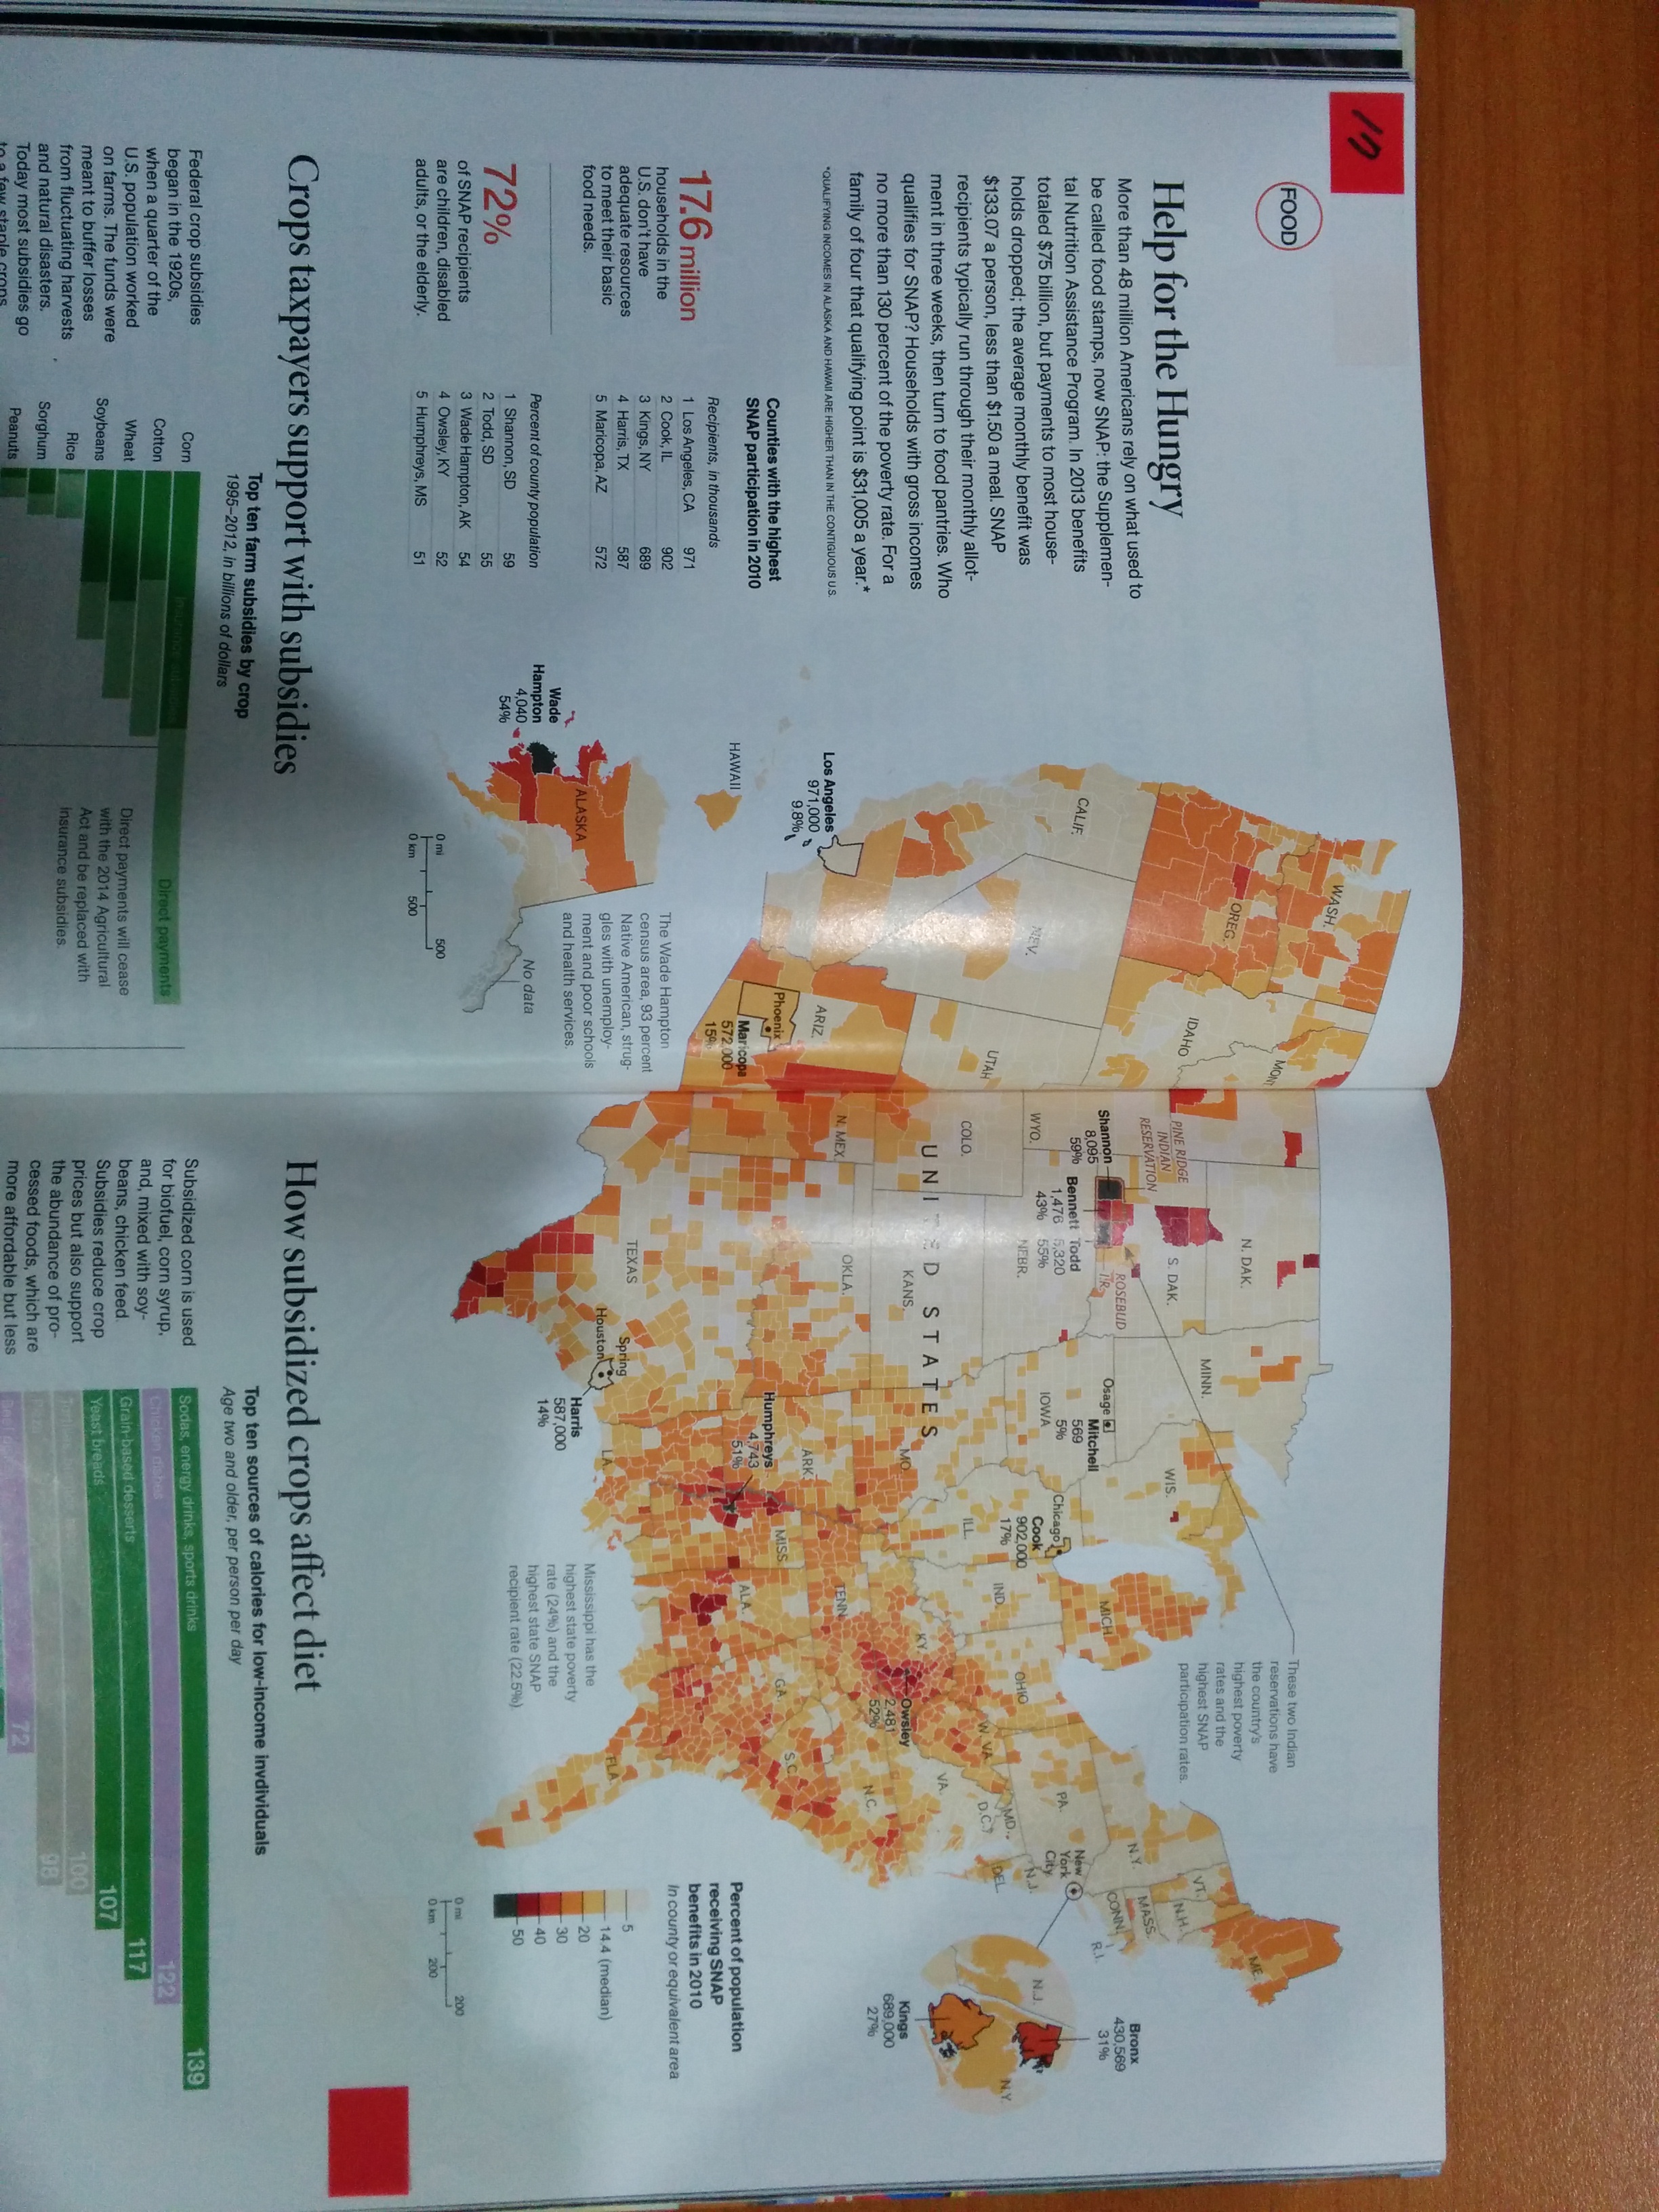 FOOD
Help for the Hungry
More than 48 million Americans rely on what used to
be called food stamps, now SNAP: the Supplemen-
tal Nutrition Assistance Program. In 2013 benefits
totaled $75 billion, but payments to most house-
holds dropped; the average monthly benefit was
$133.07 a person, less than $1.50 a meal. SNAP
recipients typically run through their monthly allot-
ment in three weeks, then turn to food pantries. Who
qualifies for SNAP? Households with gross incomes
no more than 130 percent of the poverty rate. For a
family of four that qualifying point is $31,005 a year.*
*QUALIFYING INCOMES IN ALASKA AND HAWAII ARE HIGHER THAN IN THE CONTIGUOUS U.S.
17.6 million
households in the
U.S. don't have
adequate resources
to meet their basic
food needs.
72%
of SNAP recipients
are children, disabled
adults, or the elderly.
Counties with the highest
SNAP participation in 2010
Recipients, in thousands
1 Los Angeles, CA 971
2 Cook, IL 902
3 Kings, NY 689
4 Harris, TX 587
5 Maricopa, AZ 572
Percent of county population
1 Shannon, SD 59
2 Todd, SD 55
3 Wade Hampton, AK 54
4 Owsley, KY 52
5 Humphreys, MS 51
WASH.
OREG.
CALIF.
NEV.
IDAHO
MONT.
UTAH
ARIZ.
WYO.
COLO.
N. MEX.
N. DAK.
S. DAK.
NEBR.
KANS.
OKLA.
TEXAS
MINN.
IOWA
MO.
ARK.
LA.
WIS.
ILL.
MICH.
IND.
OHIO
KY.
TENN.
MISS.
ALA.
GA.
FLA.
S.C.
N.C.
VA.
W. VA.
D.C.
MD.
DEL.
PA.
N.J.
N.Y.
CONN.
R.I.
MASS.
VT.
N.H.
ME.
UNITED STATES
Los Angeles
971,000
9.8%
HAWAII
ALASKA
Wade
Hampton
4,040
54%
0 mi 500
0 km 500
No data
The Wade Hampton
census area, 93 percent
Native American, strug-
gles with unemploy-
ment and poor schools
and health services.
Phoenix
Maricopa
572,000
15%
PINE RIDGE
INDIAN
RESERVATION
Shannon
8,095
59%
Bennett
1,476
43%
Todd
5,320
55%
ROSEBUD
I.R.
Osage
Mitchell
569
5%
Chicago
Cook
902,000
17%
Spring
Houston
Harris
587,000
14%
Humphreys
4,743
51%
Owsley
2,481
52%
Mississippi has the
highest state poverty
rate (24%) and the
highest state SNAP
recipient rate (22.5%).
These two Indian
reservations have
the country's
highest poverty
rates and the
highest SNAP
participation rates.
New
York
City
N.J.
N.Y.
Bronx
430,569
31%
Kings
689,000
27%
Percent of population
receiving SNAP
benefits in 2010
In county or equivalent area
5
14.4 (median)
20
30
40
50
0 mi 200
0 km 200
Crops taxpayers support with subsidies
Federal crop subsidies
began in the 1920s,
when a quarter of the
U.S. population worked
on farms. The funds were
meant to buffer losses
from fluctuating harvests
and natural disasters.
Today most subsidies go
to a few staple crops
Top ten farm subsidies by crop
1995–2012, in billions of dollars
Corn
Cotton
Wheat
Soybeans
Rice
Sorghum
Peanuts
Insurance subsidies
Direct payments
Direct payments will cease
with the 2014 Agricultural
Act and be replaced with
insurance subsidies.
How subsidized crops affect diet
Subsidized corn is used
for biofuel, corn syrup,
and, mixed with soy-
beans, chicken feed.
Subsidies reduce crop
prices but also support
the abundance of pro-
cessed foods, which are
more affordable but less
Top ten sources of calories for low-income invdividuals
Age two and older, per person per day
Sodas, energy drinks, sports drinks 139
Chicken dishes 122
Grain-based desserts 117
Yeast breads 107
100
98
72